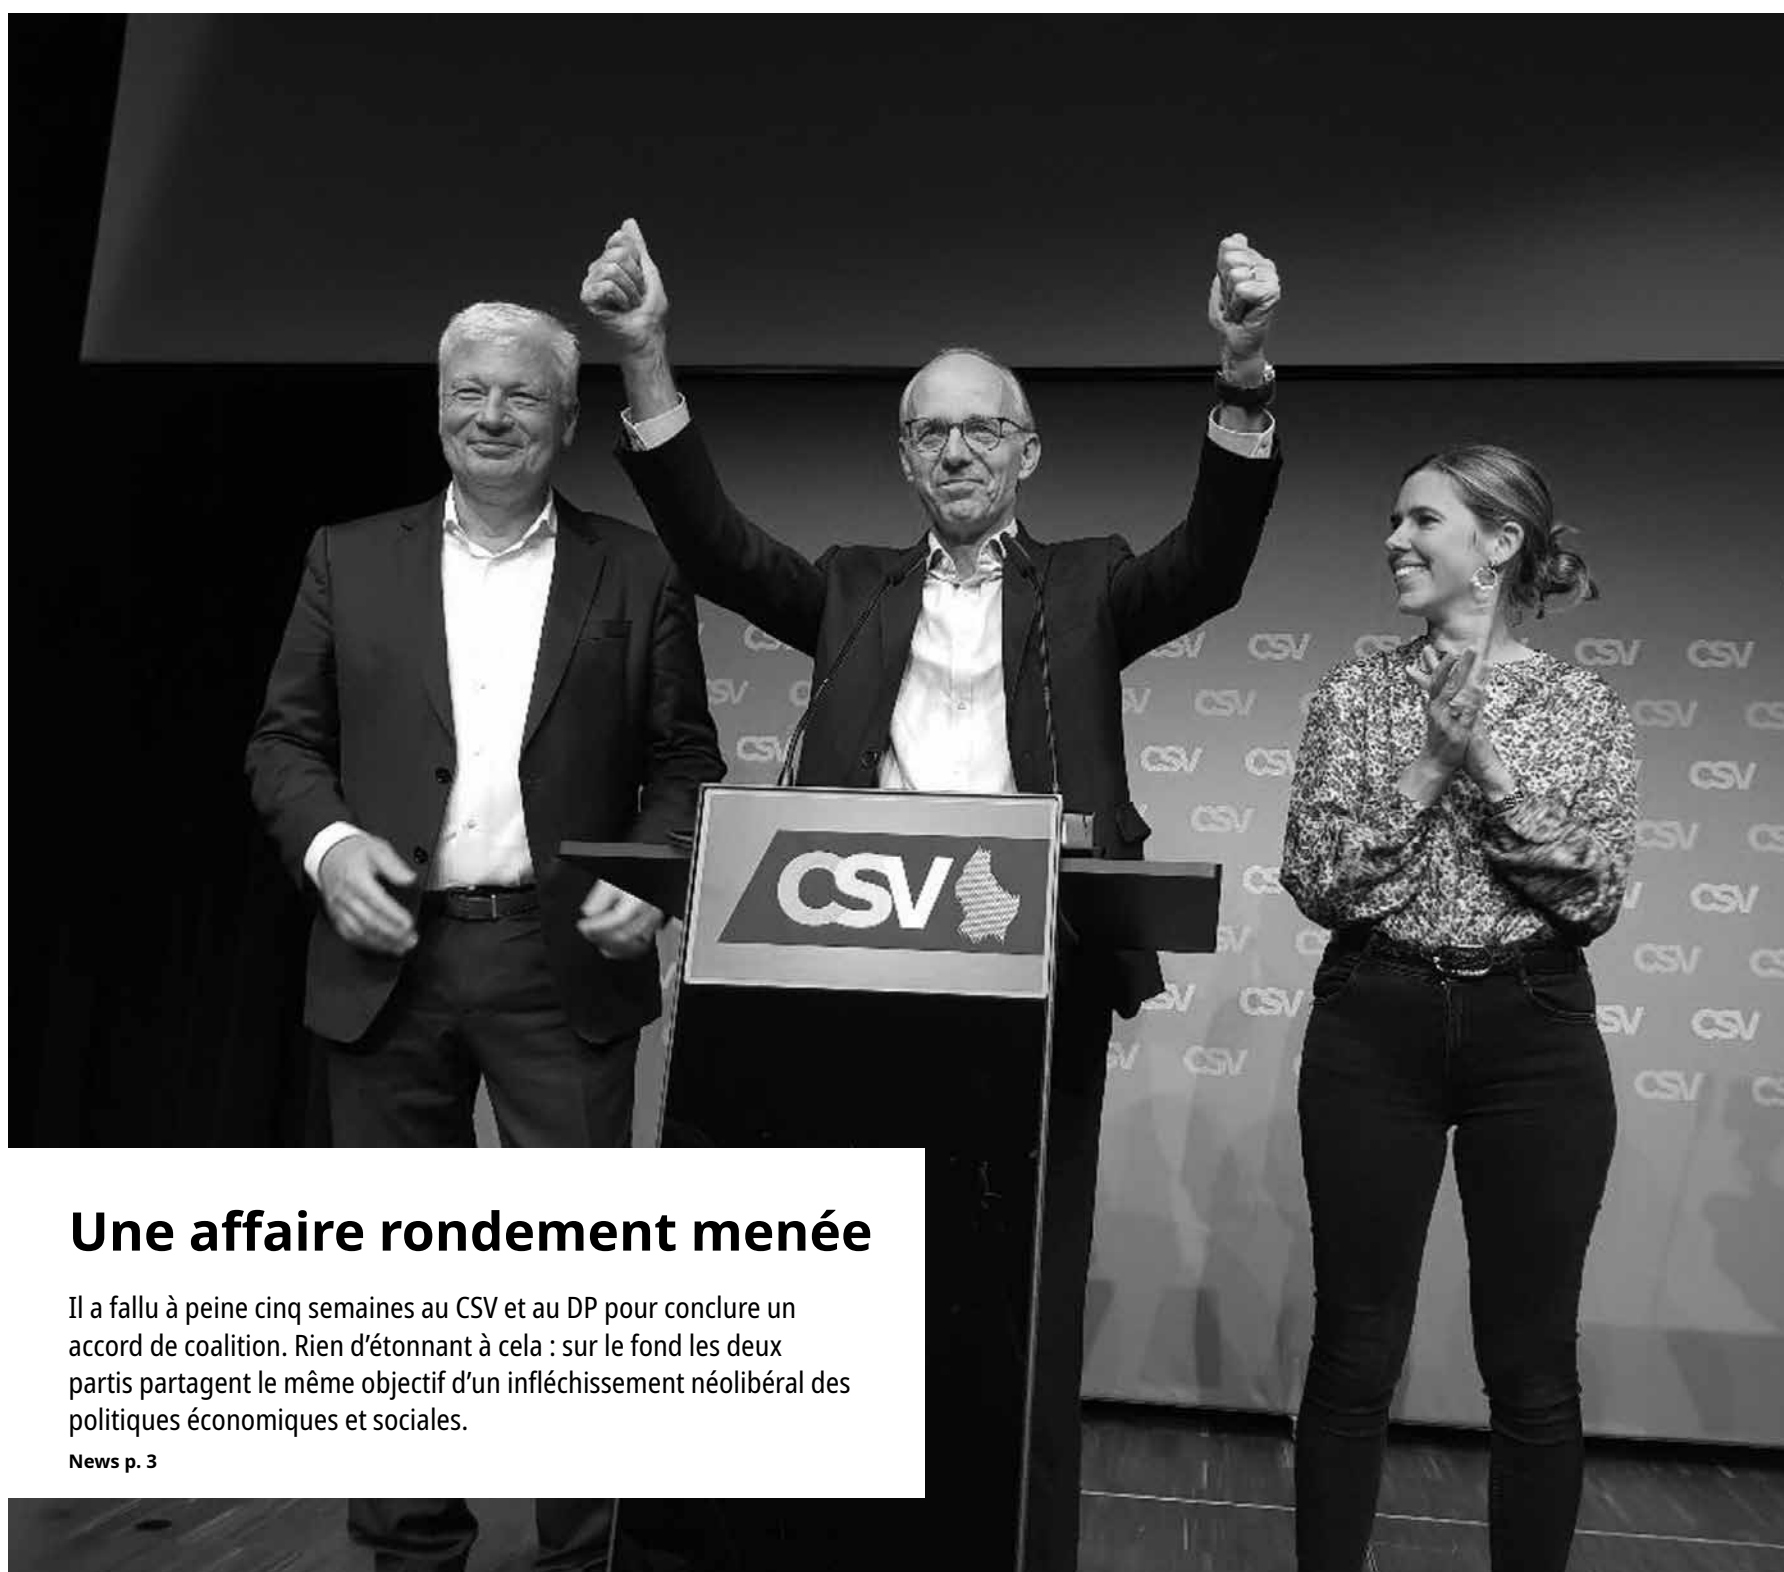 CSV
Une affaire rondement menée
Il a fallu à peine cinq semaines au CSV et au DP pour conclure un
accord de coalition. Rien d’étonnant à cela : sur le fond les deux
partis partagent le même objectif d’un infléchissement néolibéral des
politiques économiques et sociales.
News p. 3